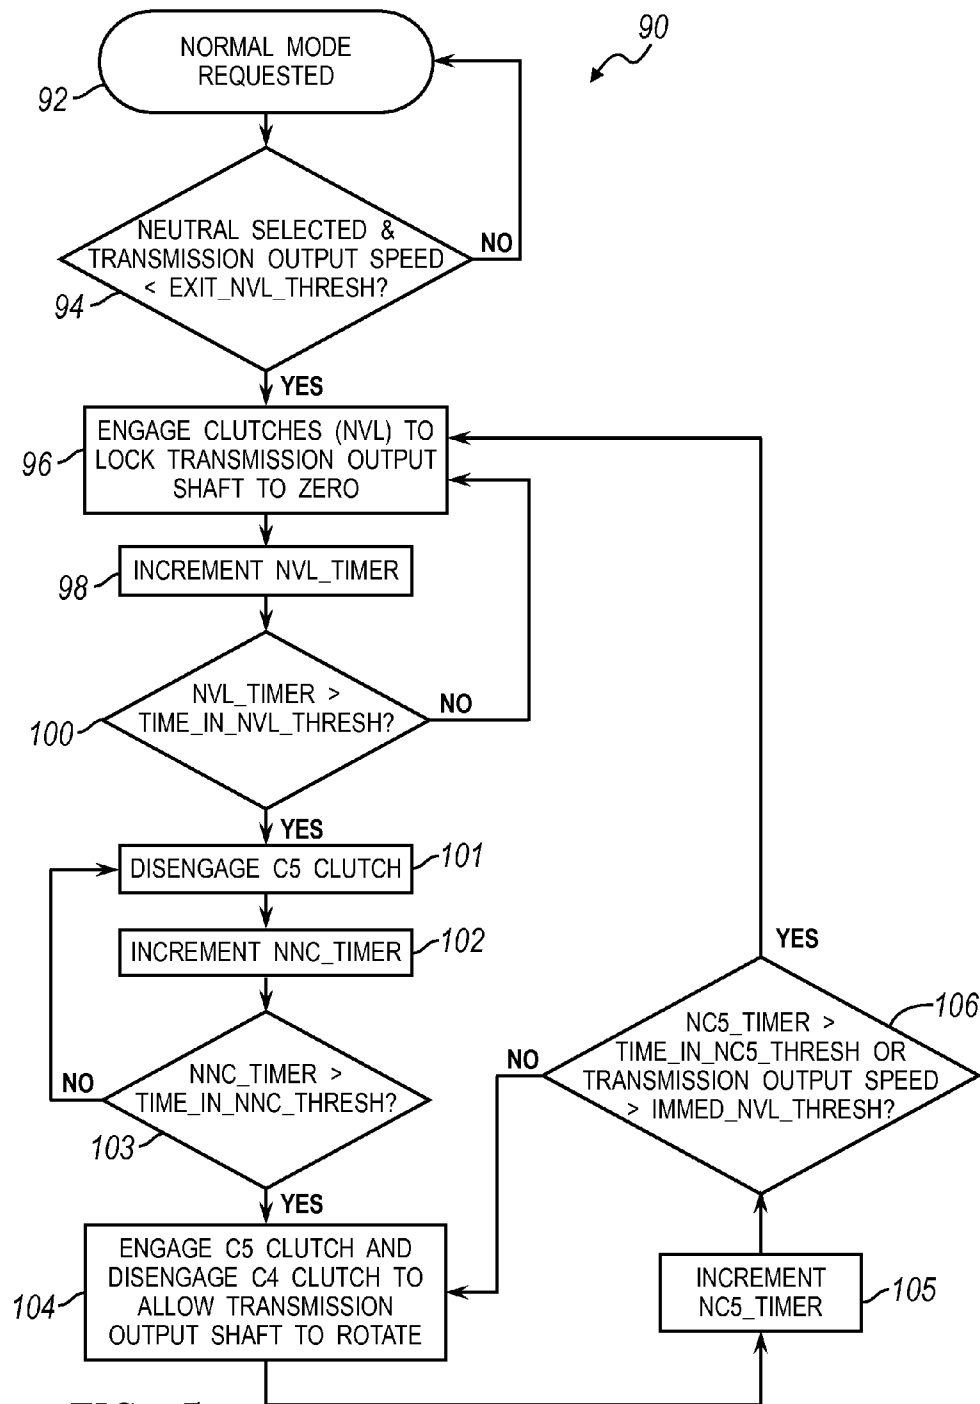 90
NORMAL MODE
REQUESTED
92
NEUTRAL SELECTED &
TRANSMISSION OUTPUT SPEED
< EXIT_NVL_THRESH?
NO
94
YES
ENGAGE CLUTCHES (NVL) TO
LOCK TRANSMISSION OUTPUT
SHAFT TO ZERO
96
INCREMENT NVL_TIMER
98
NVL_TIMER >
TIME_IN_NVL_THRESH?
NO
100
YES
DISENGAGE C5 CLUTCH
101
INCREMENT NNC_TIMER
102
NNC_TIMER >
TIME_IN_NNC_THRESH?
NO
103
YES
ENGAGE C5 CLUTCH AND
DISENGAGE C4 CLUTCH TO
ALLOW TRANSMISSION
OUTPUT SHAFT TO ROTATE
104
INCREMENT
NC5_TIMER
105
YES
106
NC5_TIMER >
TIME_IN_NC5_THRESH OR
TRANSMISSION OUTPUT SPEED
> IMMED_NVL_THRESH?
NO